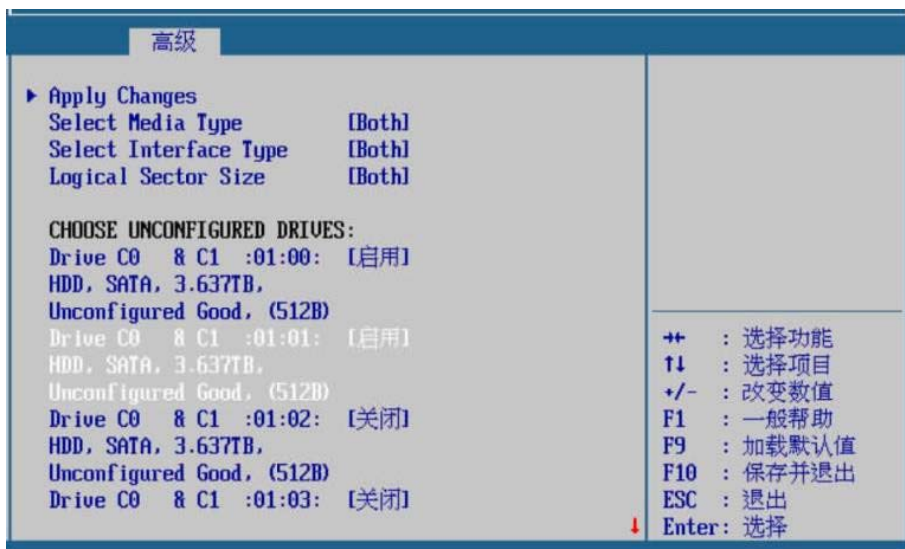 高级
Apply Changes
Select Media Type [Both]
Select Interface Type [Both]
Logical Sector Size [Both]
CHOOSE UNCONFIGURED DRIVES:
Drive C0 & C1 :01:00: [启用]
HDD, SATA, 3.637TB,
Unconfigured Good, (512B)
Drive C0 & C1 :01:01: [启用]
HDD, SATA, 3.637TB,
Unconfigured Good, (512B)
Drive C0 & C1 :01:02: [关闭]
HDD, SATA, 3.637TB,
Unconfigured Good, (512B)
Drive C0 & C1 :01:03: [关闭]
→← : 选择功能
↑↓ : 选择项目
+/- : 改变数值
F1 : 一般帮助
F9 : 加载默认值
F10 : 保存并退出
ESC : 退出
Enter: 选择